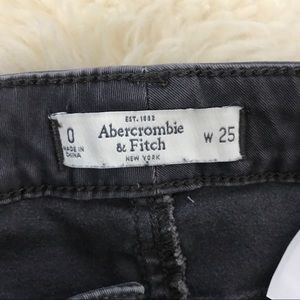 EST. 1892
0 Abercrombie W 25
MADE IN & Fitch
CHINA NEW YORK